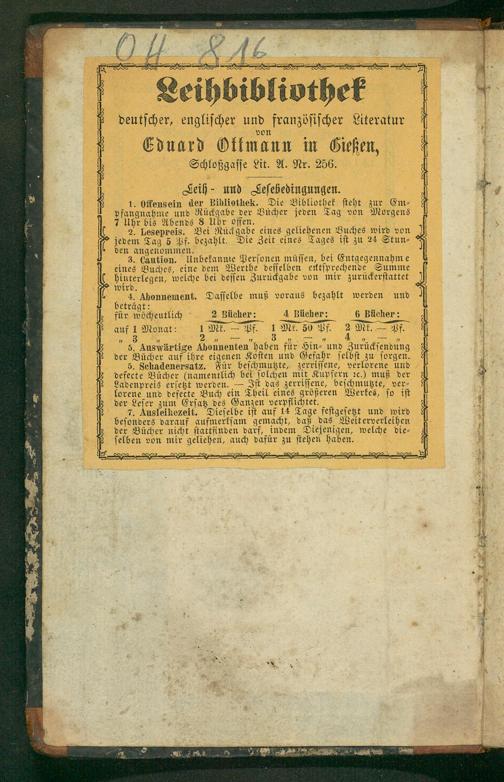 OH 816
Leihbibliothek
deutscher, englischer und französischer Literatur
von
Eduard Ottmann in Gießen,
Schloßgasse Lit. A. Nr. 256.
Leih- und Lesebedingungen.
1. Offensein der Bibliothek. Die Bibliothek steht zur Em-
pfangnahme und Rückgabe der Bücher jeden Tag von Morgens
7 Uhr bis Abends 8 Uhr offen.
2. Lesepreis. Bei Rückgabe eines geliehenen Buches wird von
jedem Tag 5 Pf. bezahlt. Die Zeit eines Tages ist zu 24 Stun-
den angenommen.
3. Caution. Unbekannte Personen müssen, bei Entgegennahme
eines Buches, eine dem Werthe desselben entsprechende Summe
hinterlegen, welche bei dessen Zurückgabe von mir zurückerstattet
wird.
4. Abonnement. Dasselbe muß voraus bezahlt werden und
beträgt:
für wöchentlich 2 Bücher: 4 Bücher: 6 Bücher:
auf 1 Monat: 1 Mt. — Pf. 1 Mt. 50 Pf. 2 Mt. — Pf.
„ 3 „ 2 „ — „ 3 „ — „ 4 „ — „
5. Auswärtige Abonnenten haben für Hin- und Zurücksendung
der Bücher auf ihre eigenen Kosten und Gefahr selbst zu sorgen.
5. Schadenersatz. Für beschmutzte, zerrissene, verlorene und
defecte Bücher (namentlich bei solchen mit Kupfern ꝛc.) muß der
Ladenpreis ersetzt werden. — Ist das zerrissene, beschmutzte, ver-
lorene und defecte Buch ein Theil eines größeren Werkes, so ist
der Leser zum Ersatz des Ganzen verpflichtet.
7. Ausleihezeit. Dieselbe ist auf 14 Tage festgesetzt und wird
besonders darauf aufmerksam gemacht, daß das Weiterverleihen
der Bücher nicht stattfinden darf, indem Diejenigen, welche die-
selben von mir geliehen, auch dafür zu stehen haben.